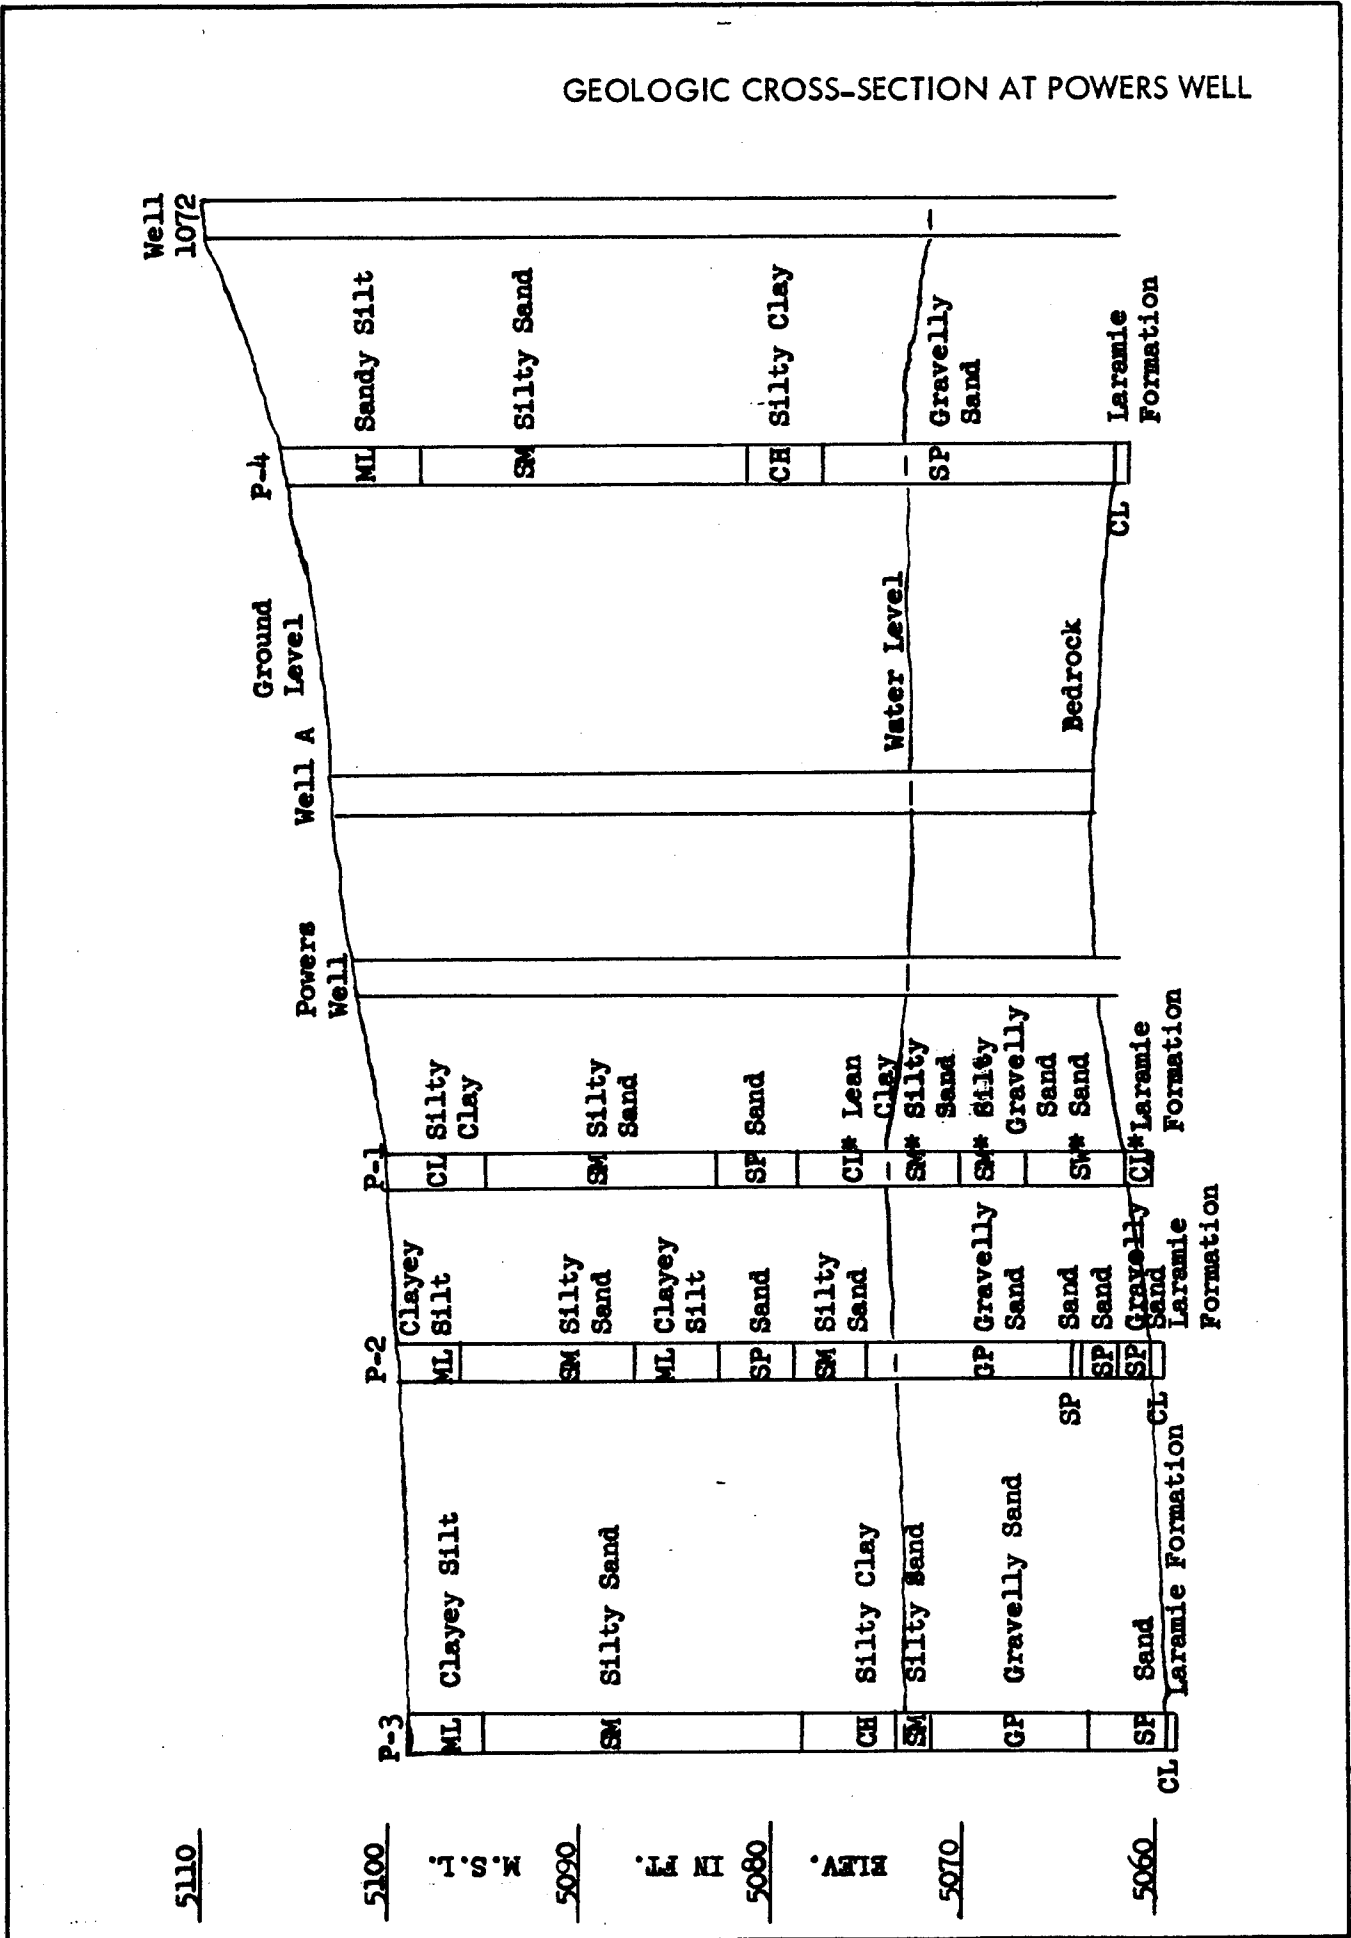 GEOLOGIC CROSS-SECTION AT POWERS WELL
5110
5100
5090
5080
5070
5060
ELEV. IN FT. M.S.L.
P-3
ML Clayey Silt
SM Silty Sand
CH Silty Clay
SM Silty Sand
GP Gravelly Sand
SP Sand
CL Laramie Formation
P-2
ML Clayey
Silt
SM Silty
Sand
ML Clayey
Silt
SP Sand
SM Silty
Sand
GP Gravelly
Sand
SP Sand
SP Sand
SP Gravelly
Sand
CL Laramie
Formation
P-1
CL Silty
Clay
SM Silty
Sand
SP Sand
CL* Lean
Clay
SM* Silty
Sand
SM* Silty
Gravelly
Sand
SW* Sand
CL* Laramie
Formation
Powers
Well
Well A
Ground
Level
Water Level
Bedrock
P-4
ML Sandy Silt
SM Silty Sand
CH Silty Clay
SP Gravelly
Sand
CL Laramie
Formation
Well
1072